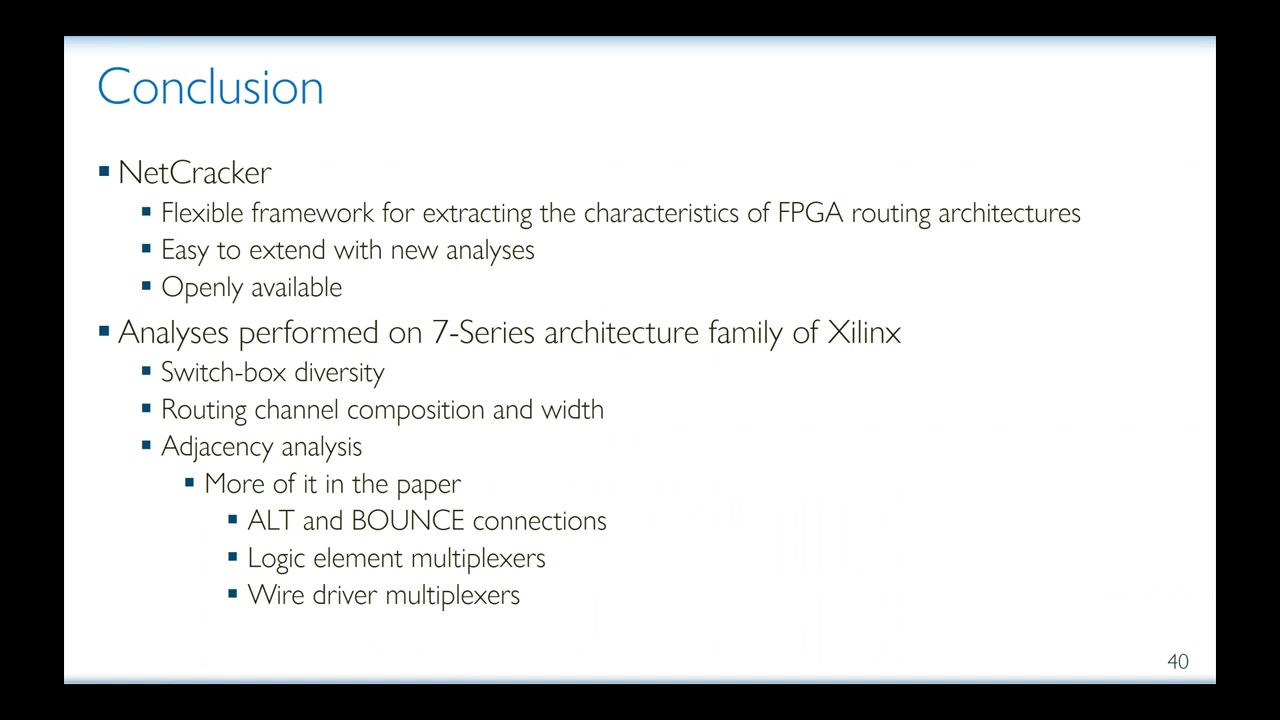 Conclusion
NetCracker
Flexible framework for extracting the characteristics of FPGA routing architectures
Easy to extend with new analyses
Openly available
Analyses performed on 7-Series architecture family of Xilinx
Switch-box diversity
Routing channel composition and width
Adjacency analysis
More of it in the paper
ALT and BOUNCE connections
Logic element multiplexers
Wire driver multiplexers
40